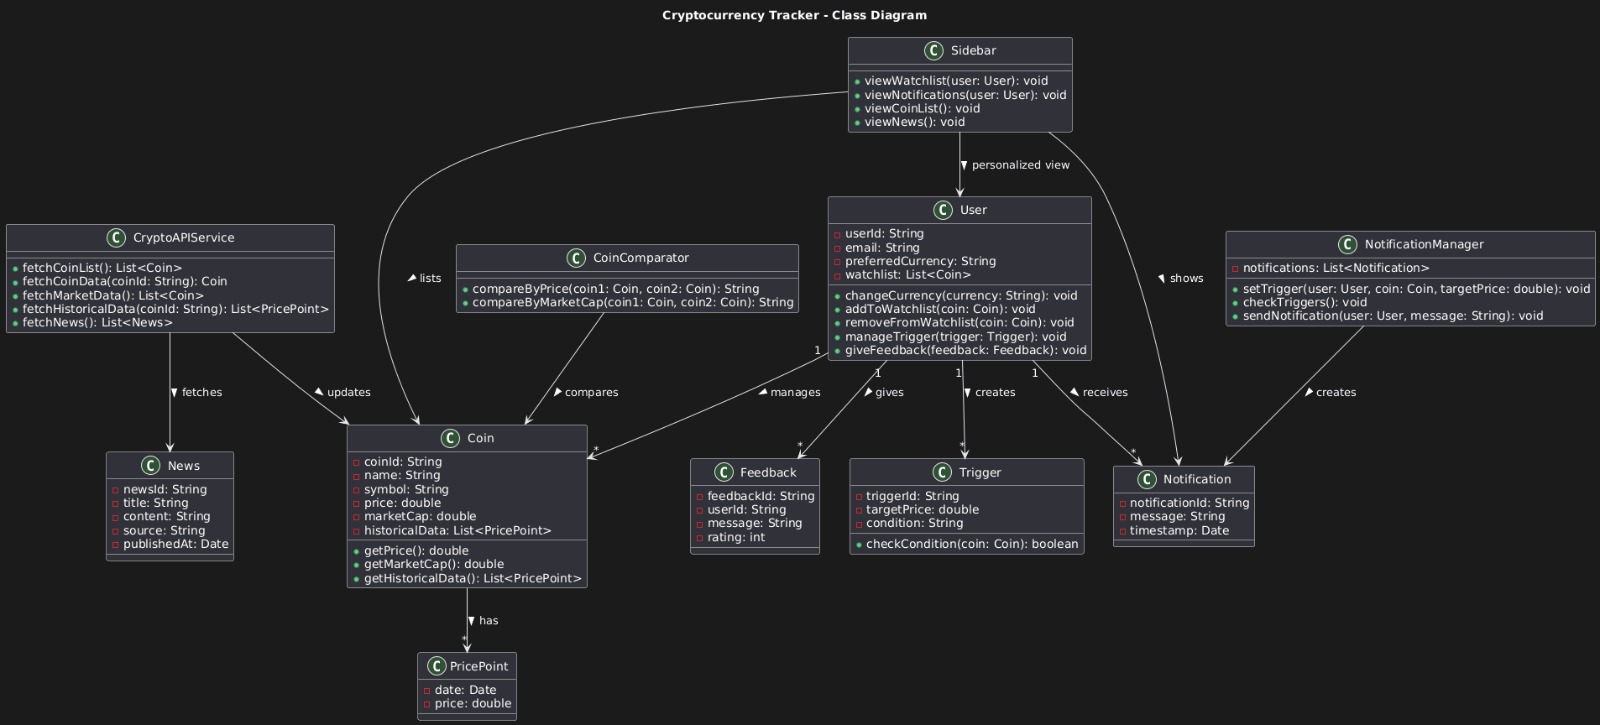 Cryptocurrency Tracker - Class Diagram
C Sidebar
viewWatchlist(user: User): void
viewNotifications(user: User): void
viewCoinList(): void
viewNews(): void
personalized view
lists
shows
C User
userId: String
email: String
preferredCurrency: String
watchlist: List<Coin>
changeCurrency(currency: String): void
addToWatchlist(coin: Coin): void
removeFromWatchlist(coin: Coin): void
manageTrigger(trigger: Trigger): void
giveFeedback(feedback: Feedback): void
C CryptoAPIService
fetchCoinList(): List<Coin>
fetchCoinData(coinId: String): Coin
fetchMarketData(): List<Coin>
fetchHistoricalData(coinId: String): List<PricePoint>
fetchNews(): List<News>
C CoinComparator
compareByPrice(coin1: Coin, coin2: Coin): String
compareByMarketCap(coin1: Coin, coin2: Coin): String
C NotificationManager
notifications: List<Notification>
setTrigger(user: User, coin: Coin, targetPrice: double): void
checkTriggers(): void
sendNotification(user: User, message: String): void
1
1
1
1
fetches
updates
compares
manages
gives
creates
receives
creates
*
*
*
*
C News
newsId: String
title: String
content: String
source: String
publishedAt: Date
C Coin
coinId: String
name: String
symbol: String
price: double
marketCap: double
historicalData: List<PricePoint>
getPrice(): double
getMarketCap(): double
getHistoricalData(): List<PricePoint>
C Feedback
feedbackId: String
userId: String
message: String
rating: int
C Trigger
triggerId: String
targetPrice: double
condition: String
checkCondition(coin: Coin): boolean
C Notification
notificationId: String
message: String
timestamp: Date
has
*
C PricePoint
date: Date
price: double